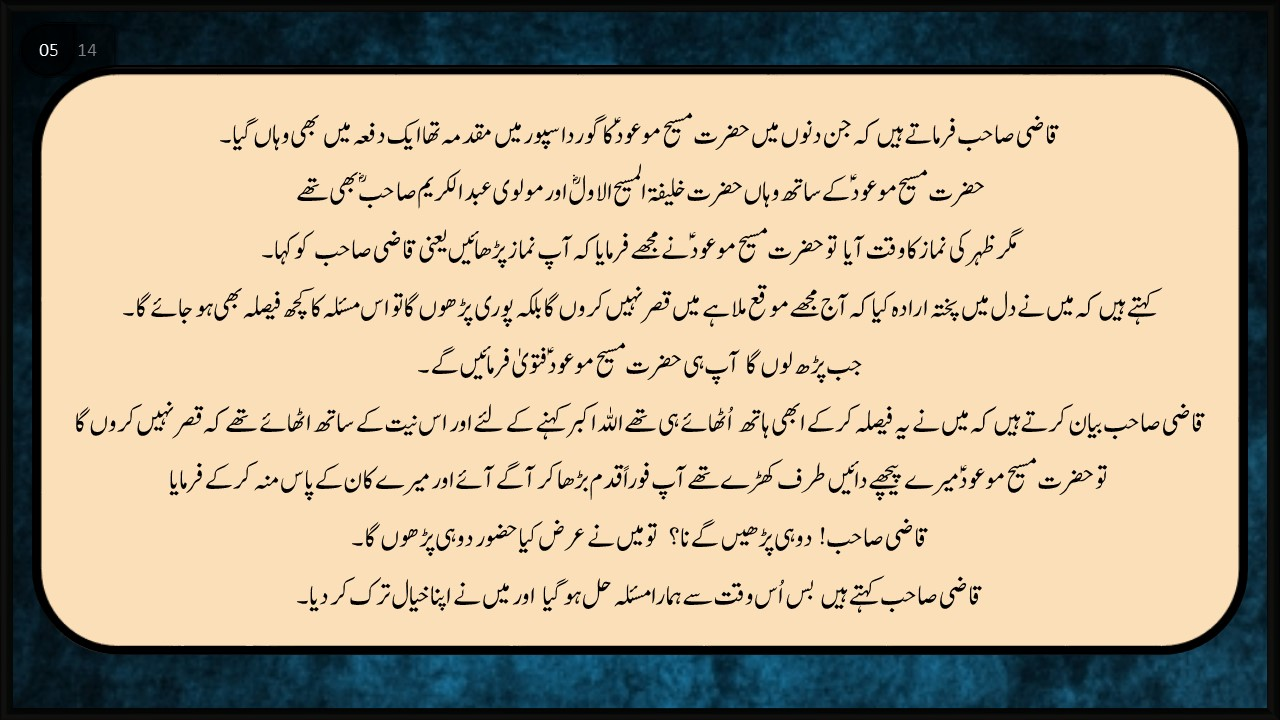 05 14
قاضی صاحب فرماتے ہیں کہ جن دنوں میں حضرت مسیح موعودؑ کا گورداسپور میں مقدمہ تھا ایک دفعہ میں بھی وہاں گیا۔
حضرت مسیح موعودؑ کے ساتھ وہاں حضرت خلیفۃ المسیح الاولؓ اور مولوی عبد الکریم صاحبؓ بھی تھے
مگر ظہر کی نماز کا وقت آیا تو حضرت مسیح موعودؑ نے مجھے فرمایا کہ آپ نماز پڑھائیں یعنی قاضی صاحب کو کہا۔
کہتے ہیں کہ میں نے دل میں پختہ ارادہ کیا کہ آج مجھے موقع ملا ہے میں قصر نہیں کروں گا بلکہ پوری پڑھوں گا تو اس مسئلہ کا کچھ فیصلہ بھی ہو جائے گا۔
جب پڑھ لوں گا آپ ہی حضرت مسیح موعودؑ فتویٰ فرمائیں گے۔
قاضی صاحب بیان کرتے ہیں کہ میں نے یہ فیصلہ کر کے ابھی ہاتھ اُٹھائے ہی تھے اللہ اکبر کہنے کے لئے اور اس نیت کے ساتھ اٹھائے تھے کہ قصر نہیں کروں گا
تو حضرت مسیح موعودؑ میرے پیچھے دائیں طرف کھڑے تھے آپ فوراً قدم بڑھا کر آگے آئے اور میرے کان کے پاس منہ کر کے فرمایا
قاضی صاحب! دو ہی پڑھیں گے نا؟ تو میں نے عرض کیا حضور دو ہی پڑھوں گا۔
قاضی صاحب کہتے ہیں بس اُس وقت سے ہمارا مسئلہ حل ہو گیا اور میں نے اپنا خیال ترک کر دیا۔